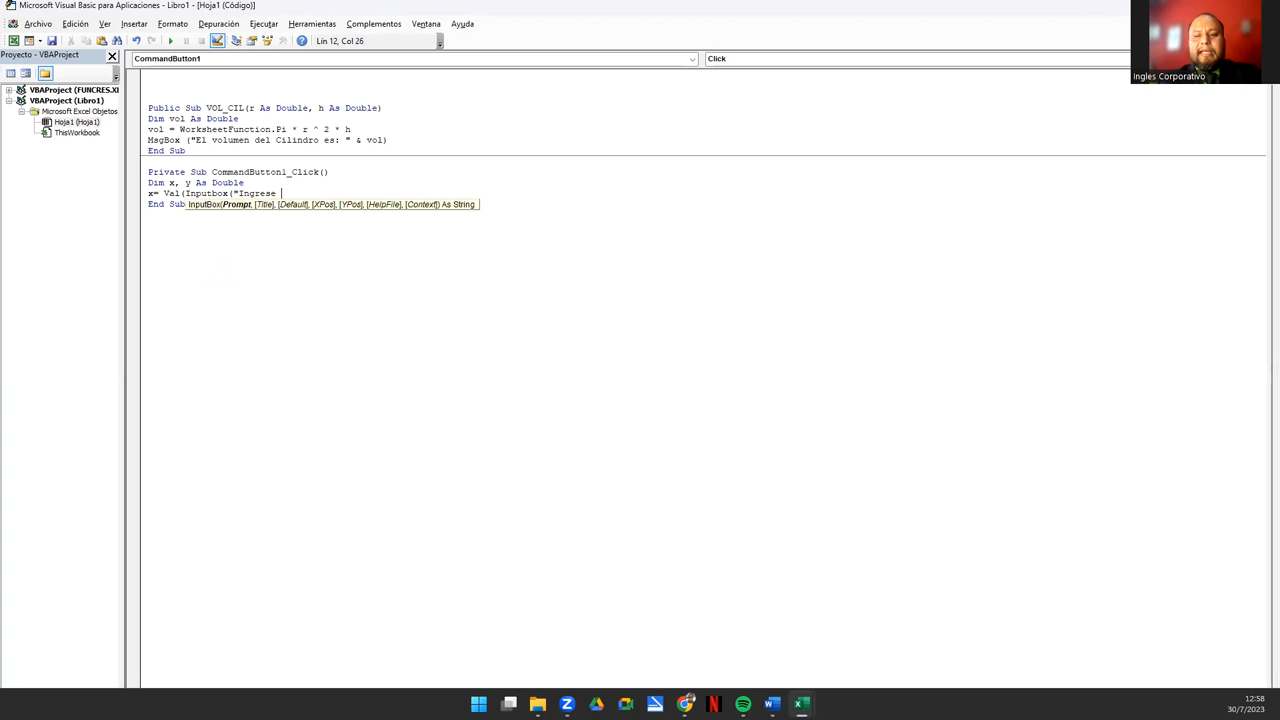 Microsoft Visual Basic para Aplicaciones - Libro1 - [Hoja1 (Código)]
Archivo Edición Ver Insertar Formato Depuración Ejecutar Herramientas Complementos Ventana Ayuda
Lín 12, Col 26
Proyecto - VBAProject
CommandButton1
Click
Ingles Corporativo
VBAProject (FUNCRES.XL
VBAProject (Libro1)
Microsoft Excel Objetos
Hoja1 (Hoja1)
ThisWorkbook
Public Sub VOL_CIL(r As Double, h As Double)
Dim vol As Double
vol = WorksheetFunction.Pi * r ^ 2 * h
MsgBox ("El volumen del Cilindro es: " & vol)
End Sub
Private Sub CommandButton1_Click()
Dim x, y As Double
x= Val(Inputbox("Ingrese
End Sub
InputBox(Prompt, [Title], [Default], [XPos], [YPos], [HelpFile], [Context]) As String
12:58
30/7/2023